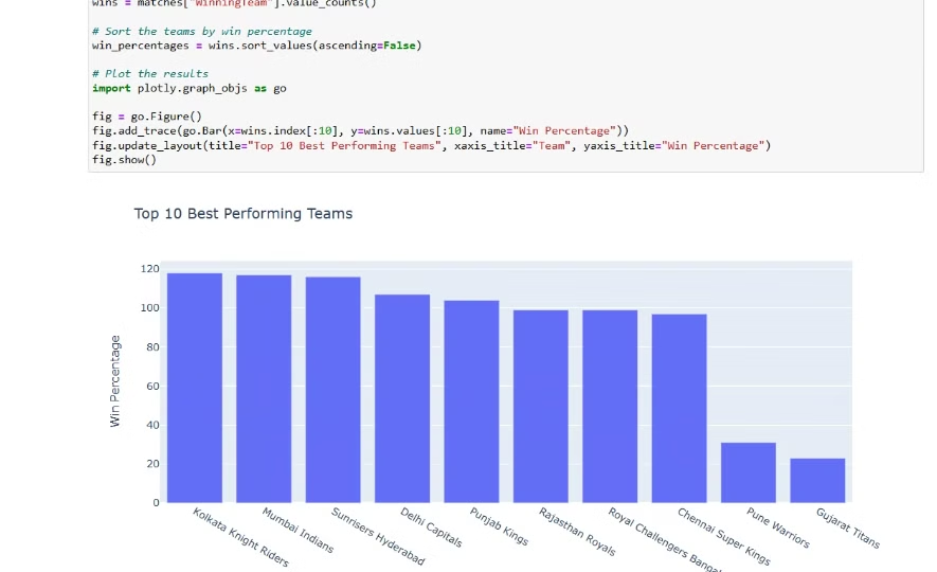 wins = matches["WinningTeam"].value_counts()
# Sort the teams by win percentage
win_percentages = wins.sort_values(ascending=False)
# Plot the results
import plotly.graph_objs as go
fig = go.Figure()
fig.add_trace(go.Bar(x=wins.index[:10], y=wins.values[:10], name="Win Percentage"))
fig.update_layout(title="Top 10 Best Performing Teams", xaxis_title="Team", yaxis_title="Win Percentage")
fig.show()
Top 10 Best Performing Teams
120
100
80
60
40
20
0
Win Percentage
Kolkata Knight Riders
Mumbai Indians
Sunrisers Hyderabad
Delhi Capitals
Punjab Kings
Rajasthan Royals
Royal Challengers
Chennai Super Kings
Pune Warriors
Gujarat Titans